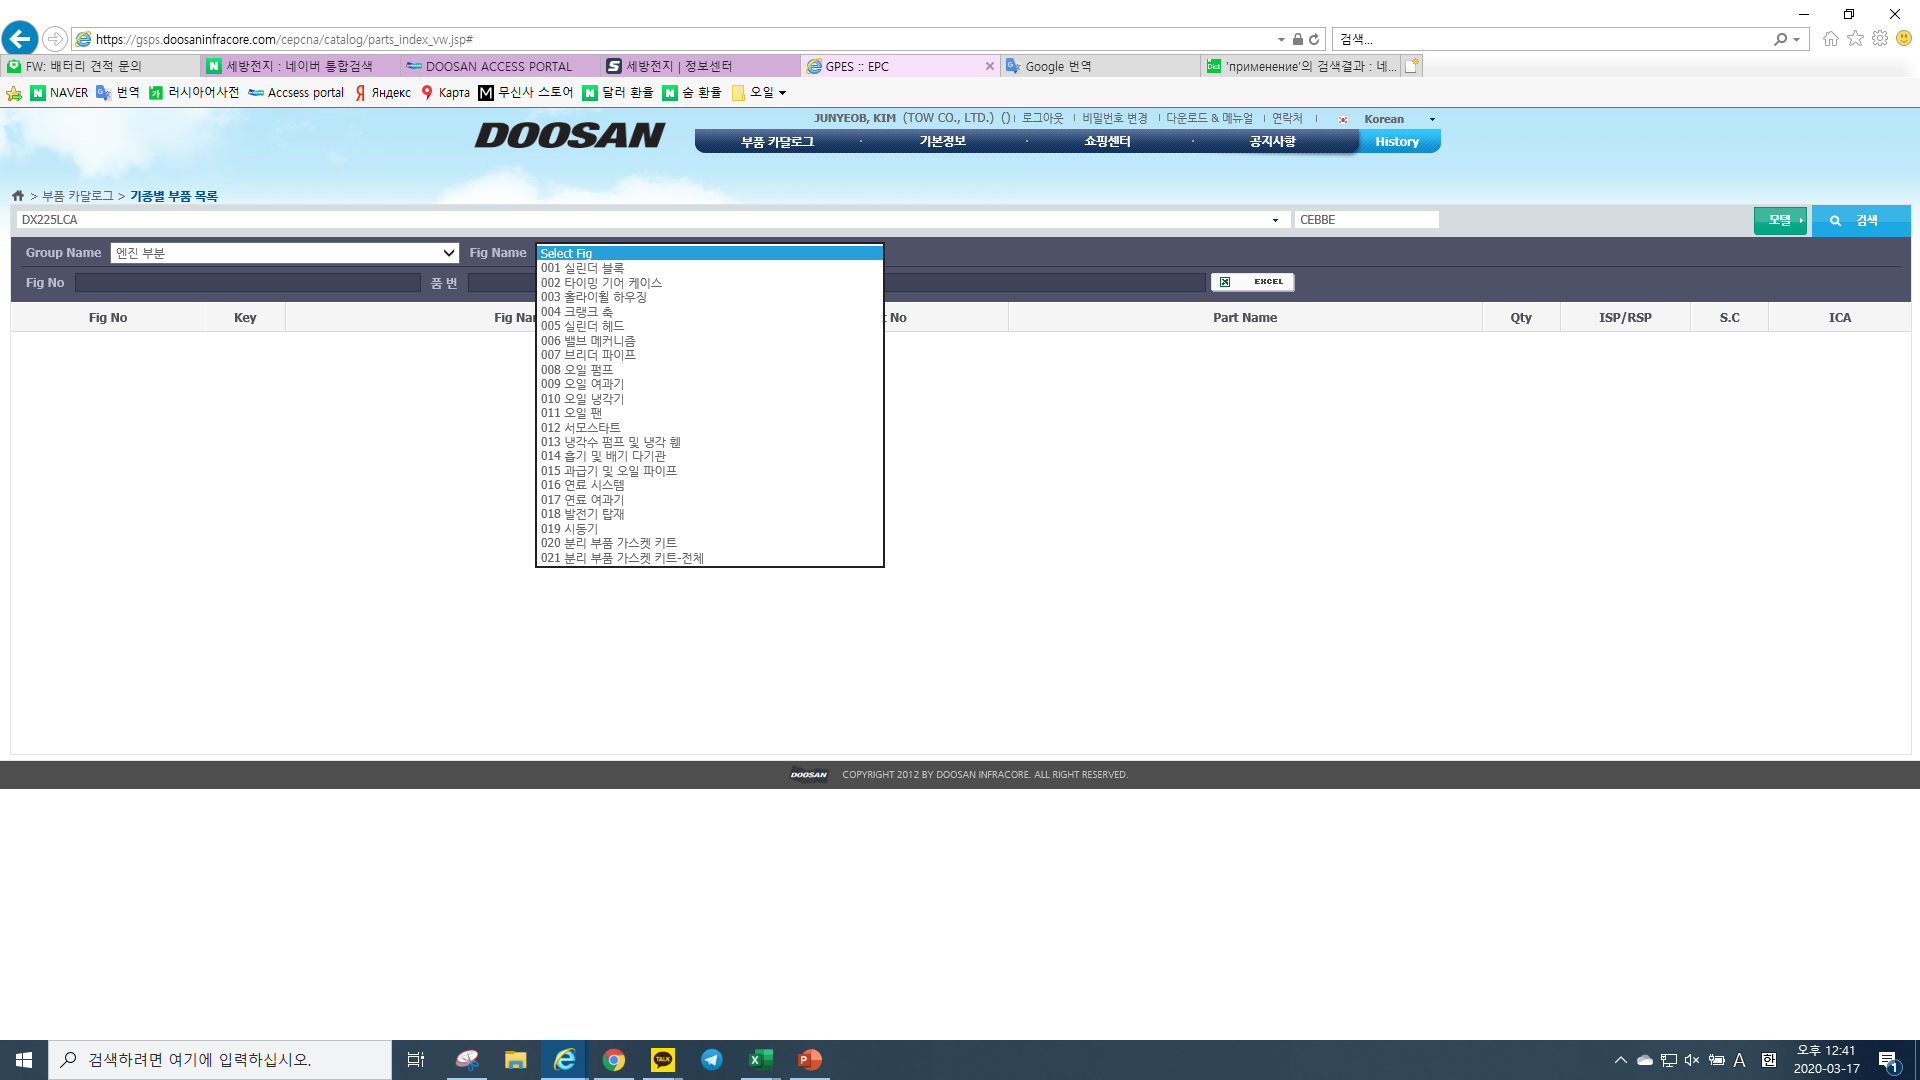 https://gsps.doosaninfracore.com/cepcna/catalog/parts_index_vw.jsp#
검색...
FW: 배터리 견적 문의
세방전지 : 네이버 통합검색
DOOSAN ACCESS PORTAL
세방전지 | 정보센터
GPES :: EPC
Google 번역
'применение'의 검색결과 : 네...
NAVER 번역 러시아어사전 Accsess portal Яндекс Карта 무신사 스토어 달러 환율 숨 환율 오일
DOOSAN
JUNYEOB, KIM (TOW CO., LTD.) () 로그아웃 비밀번호 변경 다운로드 & 메뉴얼 연락처 Korean
부품 카달로그 기본정보 쇼핑센터 공지사항 History
> 부품 카달로그 > 기종별 부품 목록
DX225LCA CEBBE 모델 검색
Group Name 엔진 부분 Fig Name
Select Fig
001 실린더 블록
002 타이밍 기어 케이스
003 훌라이휠 하우징
004 크랭크 축
005 실린더 헤드
006 밸브 메커니즘
007 브리더 파이프
008 오일 펌프
009 오일 여과기
010 오일 냉각기
011 오일 팬
012 서모스타트
013 냉각수 펌프 및 냉각 휀
014 흡기 및 배기 다기관
015 과급기 및 오일 파이프
016 연료 시스템
017 연료 여과기
018 발전기 탑재
019 시동기
020 분리 부품 가스켓 키트
021 분리 부품 가스켓 키트-전체
Fig No 품 번 EXCEL
Fig No Key Fig Na No Part Name Qty ISP/RSP S.C ICA
DOOSAN COPYRIGHT 2012 BY DOOSAN INFRACORE. ALL RIGHT RESERVED.
검색하려면 여기에 입력하십시오.
TALK
A 한
오후 12:41
2020-03-17
1